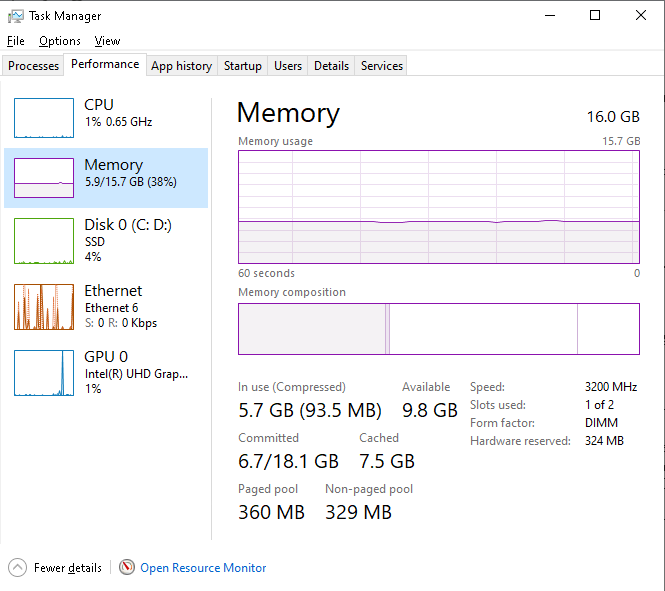 Task Manager
File Options View
Processes Performance App history Startup Users Details Services
CPU
1% 0.65 GHz
Memory
5.9/15.7 GB (38%)
Disk 0 (C: D:)
SSD
4%
Ethernet
Ethernet 6
S: 0 R: 0 Kbps
GPU 0
Intel(R) UHD Grap...
1%
Memory 16.0 GB
Memory usage 15.7 GB
60 seconds 0
Memory composition
In use (Compressed) Available
5.7 GB (93.5 MB) 9.8 GB
Committed Cached
6.7/18.1 GB 7.5 GB
Paged pool Non-paged pool
360 MB 329 MB
Speed: 3200 MHz
Slots used: 1 of 2
Form factor: DIMM
Hardware reserved: 324 MB
Fewer details Open Resource Monitor